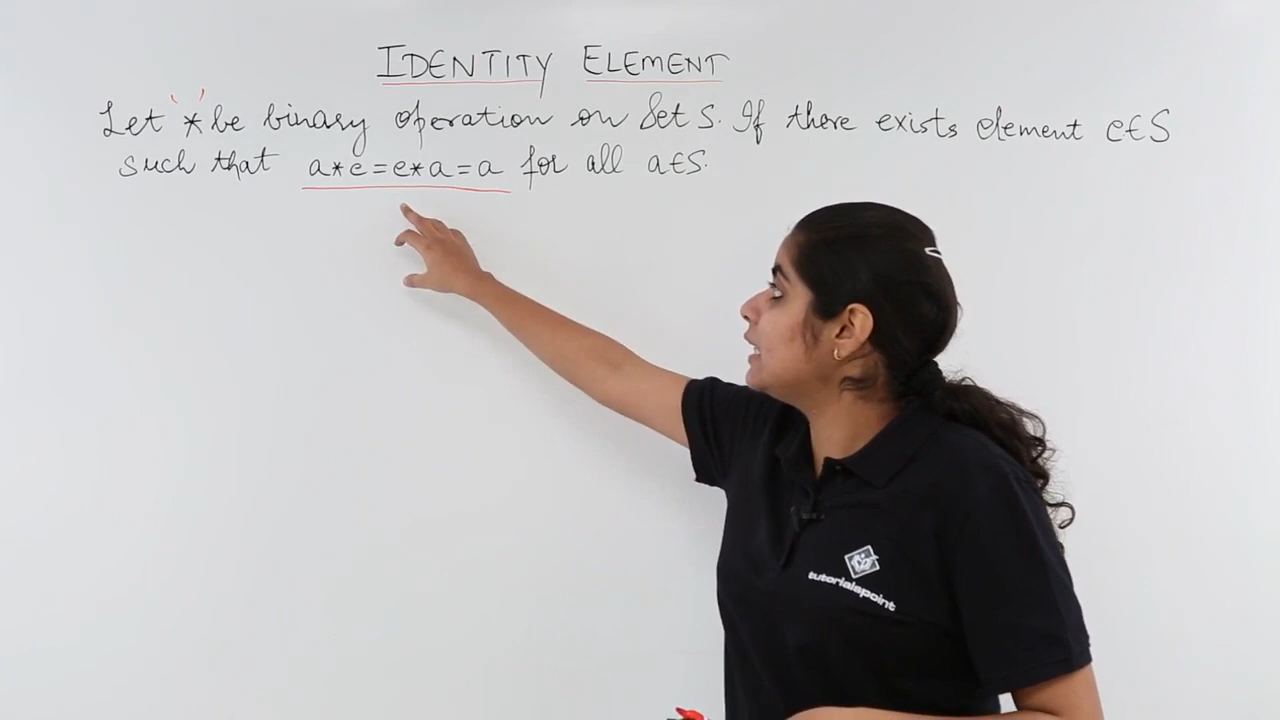 IDENTITY ELEMENT
Let '*' be binary operation on Set S. If there exists element e∈S
such that a*e=e*a=a for all a∈S.
tutorialspoint